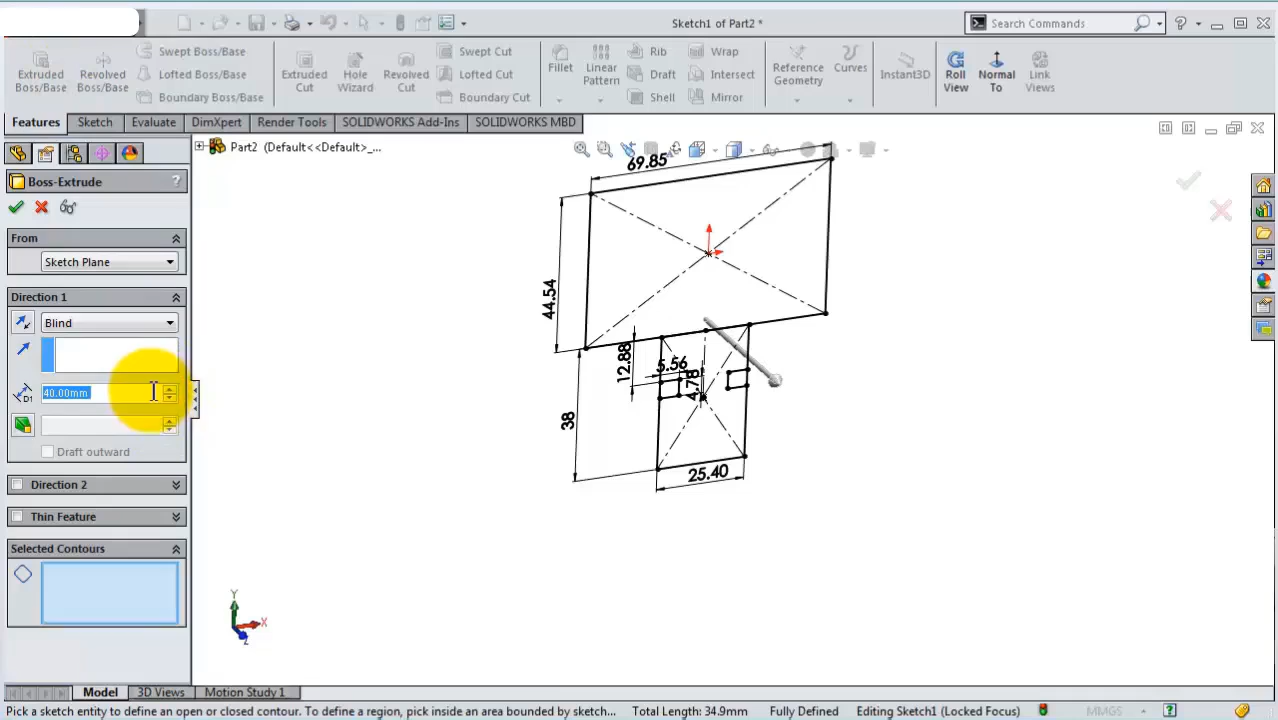 Sketch1 of Part2 *
Search Commands
Extruded Boss/Base
Revolved Boss/Base
Swept Boss/Base
Lofted Boss/Base
Boundary Boss/Base
Extruded Cut
Hole Wizard
Revolved Cut
Swept Cut
Lofted Cut
Boundary Cut
Fillet
Linear Pattern
Rib
Draft
Shell
Wrap
Intersect
Mirror
Reference Geometry
Curves
Instant3D
Roll View
Normal To
Link Views
Features
Sketch
Evaluate
DimXpert
Render Tools
SOLIDWORKS Add-Ins
SOLIDWORKS MBD
Part2 (Default<<Default>_...
Boss-Extrude
?
From
Sketch Plane
Direction 1
Blind
D1
40.00mm
Draft outward
Direction 2
Thin Feature
Selected Contours
69.85
44.54
12.88
5.56
4.78
38
25.40
Y
X
Z
Model
3D Views
Motion Study 1
Pick a sketch entity to define an open or closed contour. To define a region, pick inside an area bounded by sketch...
Total Length: 34.9mm
Fully Defined
Editing Sketch1 (Locked Focus)
MMGS
?